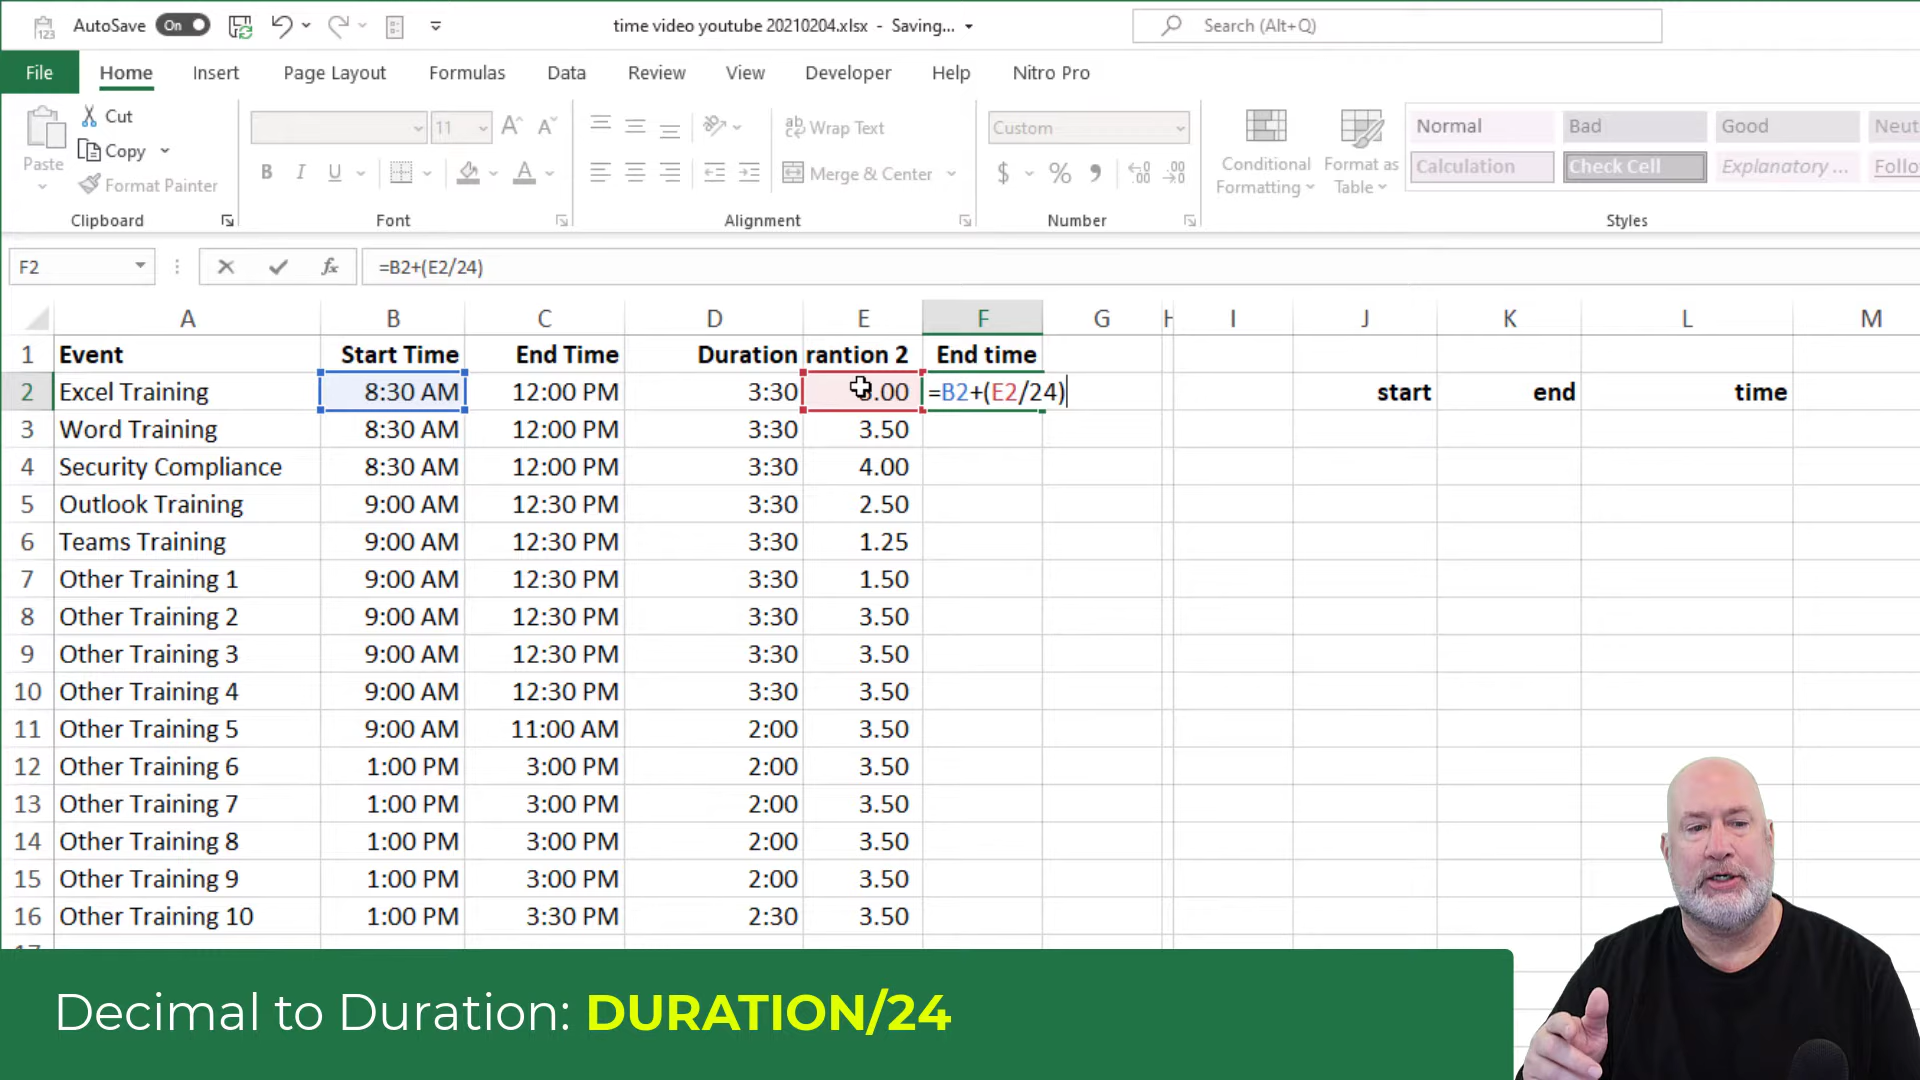 AutoSave On time video youtube 20210204.xlsx - Saving... Search (Alt+Q)
File Home Insert Page Layout Formulas Data Review View Developer Help Nitro Pro
Paste Cut Copy Format Painter
11 B I U
Wrap Text Merge & Center
Custom $ %
Conditional Formatting Format as Table
Normal Bad Good Neut
Calculation Check Cell Explanatory ... Follo
Clipboard Font Alignment Number Styles
F2 fx =B2+(E2/24)
A B C D E F G H I J K L M
1 Event Start Time End Time Duration rantion 2 End time
2 Excel Training 8:30 AM 12:00 PM 3:30 .00 =B2+(E2/24) start end time
3 Word Training 8:30 AM 12:00 PM 3:30 3.50
4 Security Compliance 8:30 AM 12:00 PM 3:30 4.00
5 Outlook Training 9:00 AM 12:30 PM 3:30 2.50
6 Teams Training 9:00 AM 12:30 PM 3:30 1.25
7 Other Training 1 9:00 AM 12:30 PM 3:30 1.50
8 Other Training 2 9:00 AM 12:30 PM 3:30 3.50
9 Other Training 3 9:00 AM 12:30 PM 3:30 3.50
10 Other Training 4 9:00 AM 12:30 PM 3:30 3.50
11 Other Training 5 9:00 AM 11:00 AM 2:00 3.50
12 Other Training 6 1:00 PM 3:00 PM 2:00 3.50
13 Other Training 7 1:00 PM 3:00 PM 2:00 3.50
14 Other Training 8 1:00 PM 3:00 PM 2:00 3.50
15 Other Training 9 1:00 PM 3:00 PM 2:00 3.50
16 Other Training 10 1:00 PM 3:30 PM 2:30 3.50
Decimal to Duration: DURATION/24